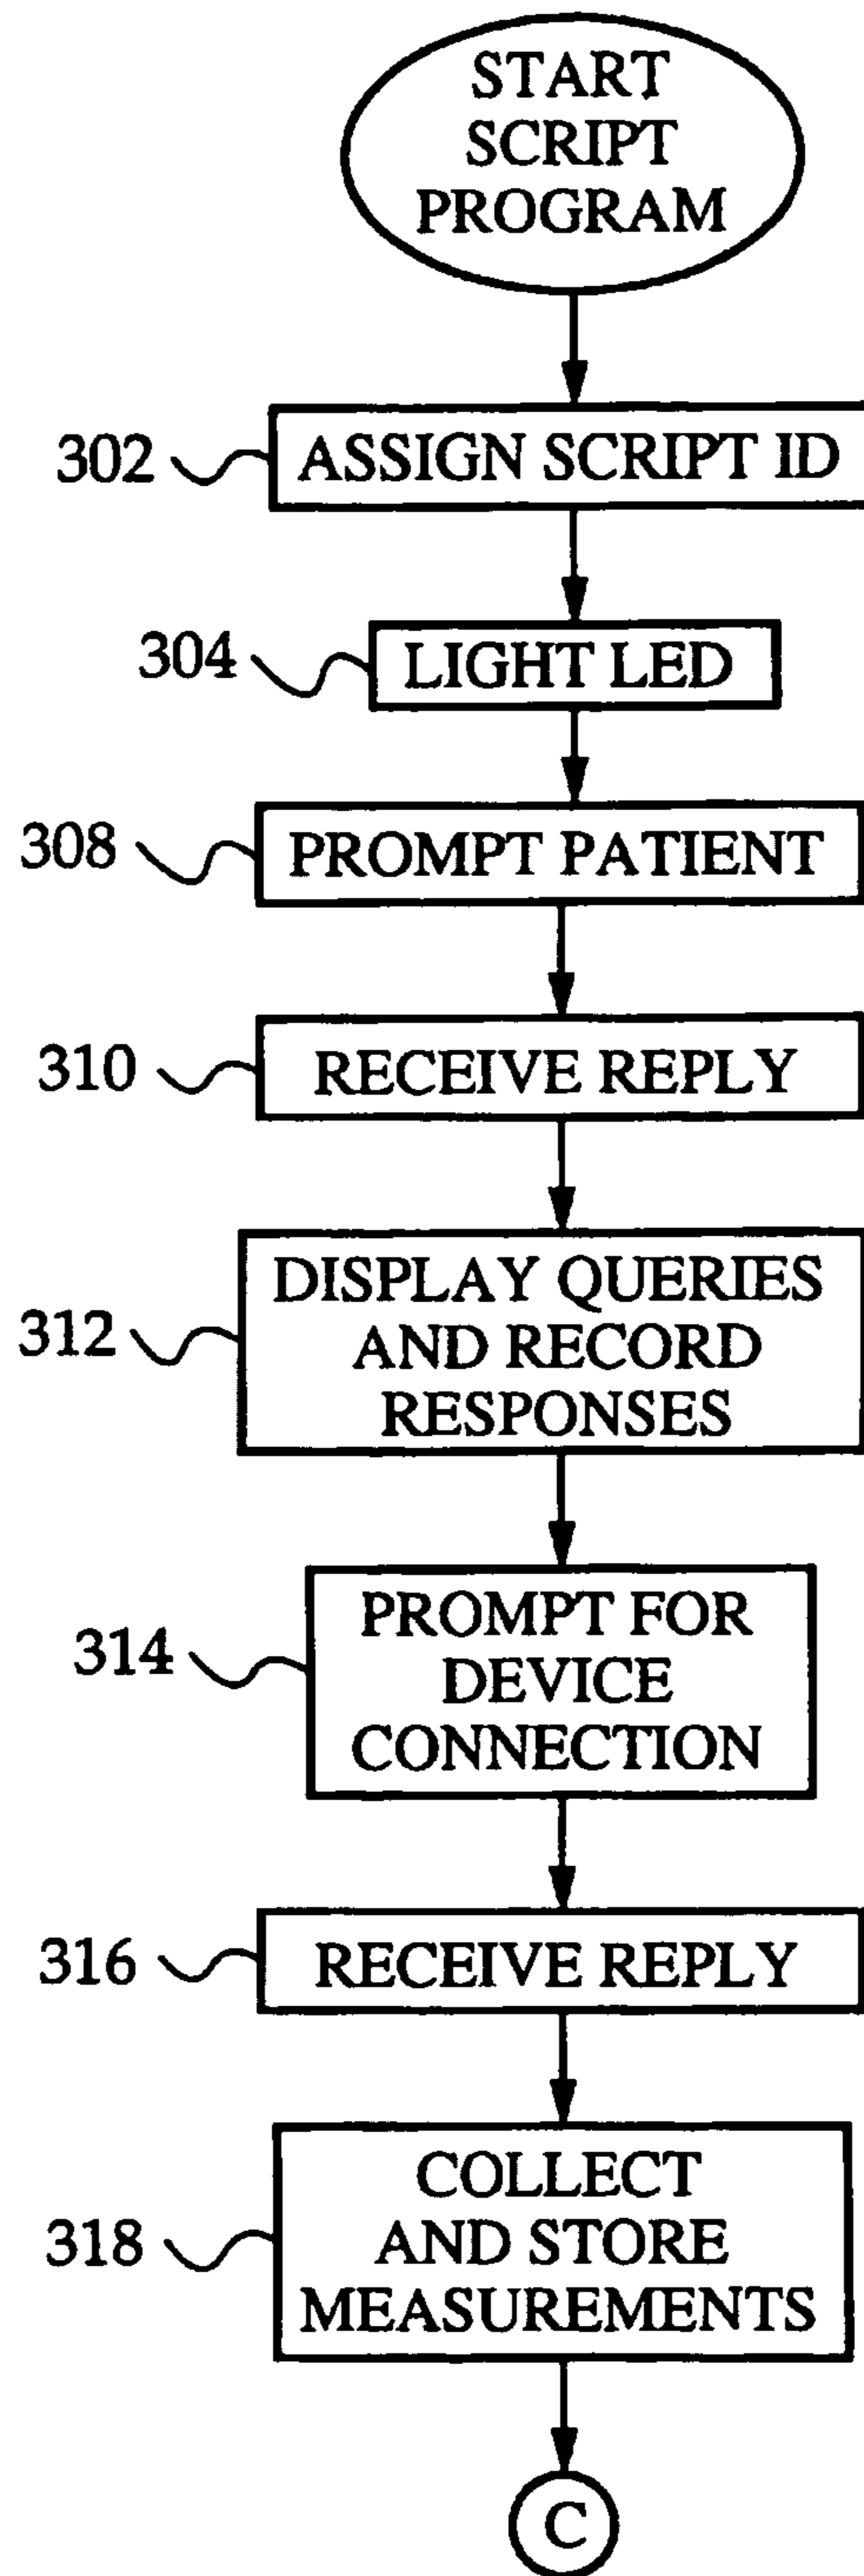 START
SCRIPT
PROGRAM
302
ASSIGN SCRIPT ID
304
LIGHT LED
308
PROMPT PATIENT
310
RECEIVE REPLY
312
DISPLAY QUERIES
AND RECORD
RESPONSES
314
PROMPT FOR
DEVICE
CONNECTION
316
RECEIVE REPLY
318
COLLECT
AND STORE
MEASUREMENTS
C